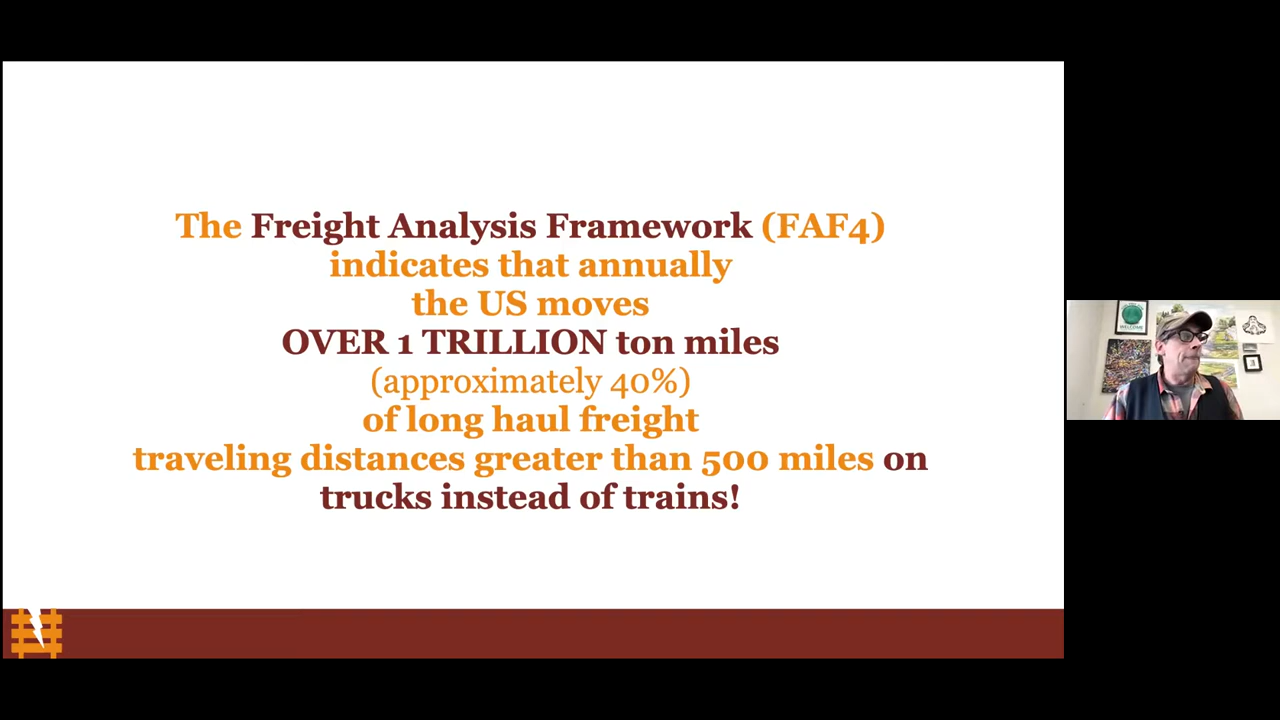 The Freight Analysis Framework (FAF4)
indicates that annually
the US moves
OVER 1 TRILLION ton miles
(approximately 40%)
of long haul freight
traveling distances greater than 500 miles on
trucks instead of trains!
WELCOME